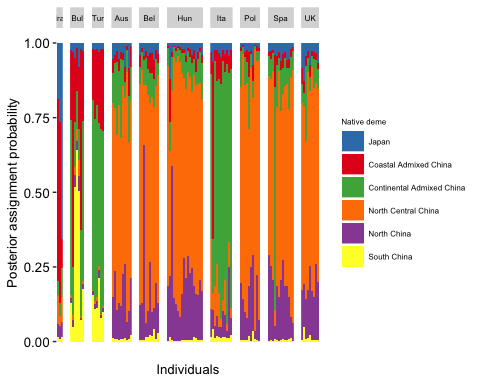 ra Bul Tur Aus Bel Hun Ita Pol Spa UK
1.00
0.75
0.50
0.25
0.00
Posterior assignment probability
Individuals
Native deme
Japan
Coastal Admixed China
Continental Admixed China
North Central China
North China
South China